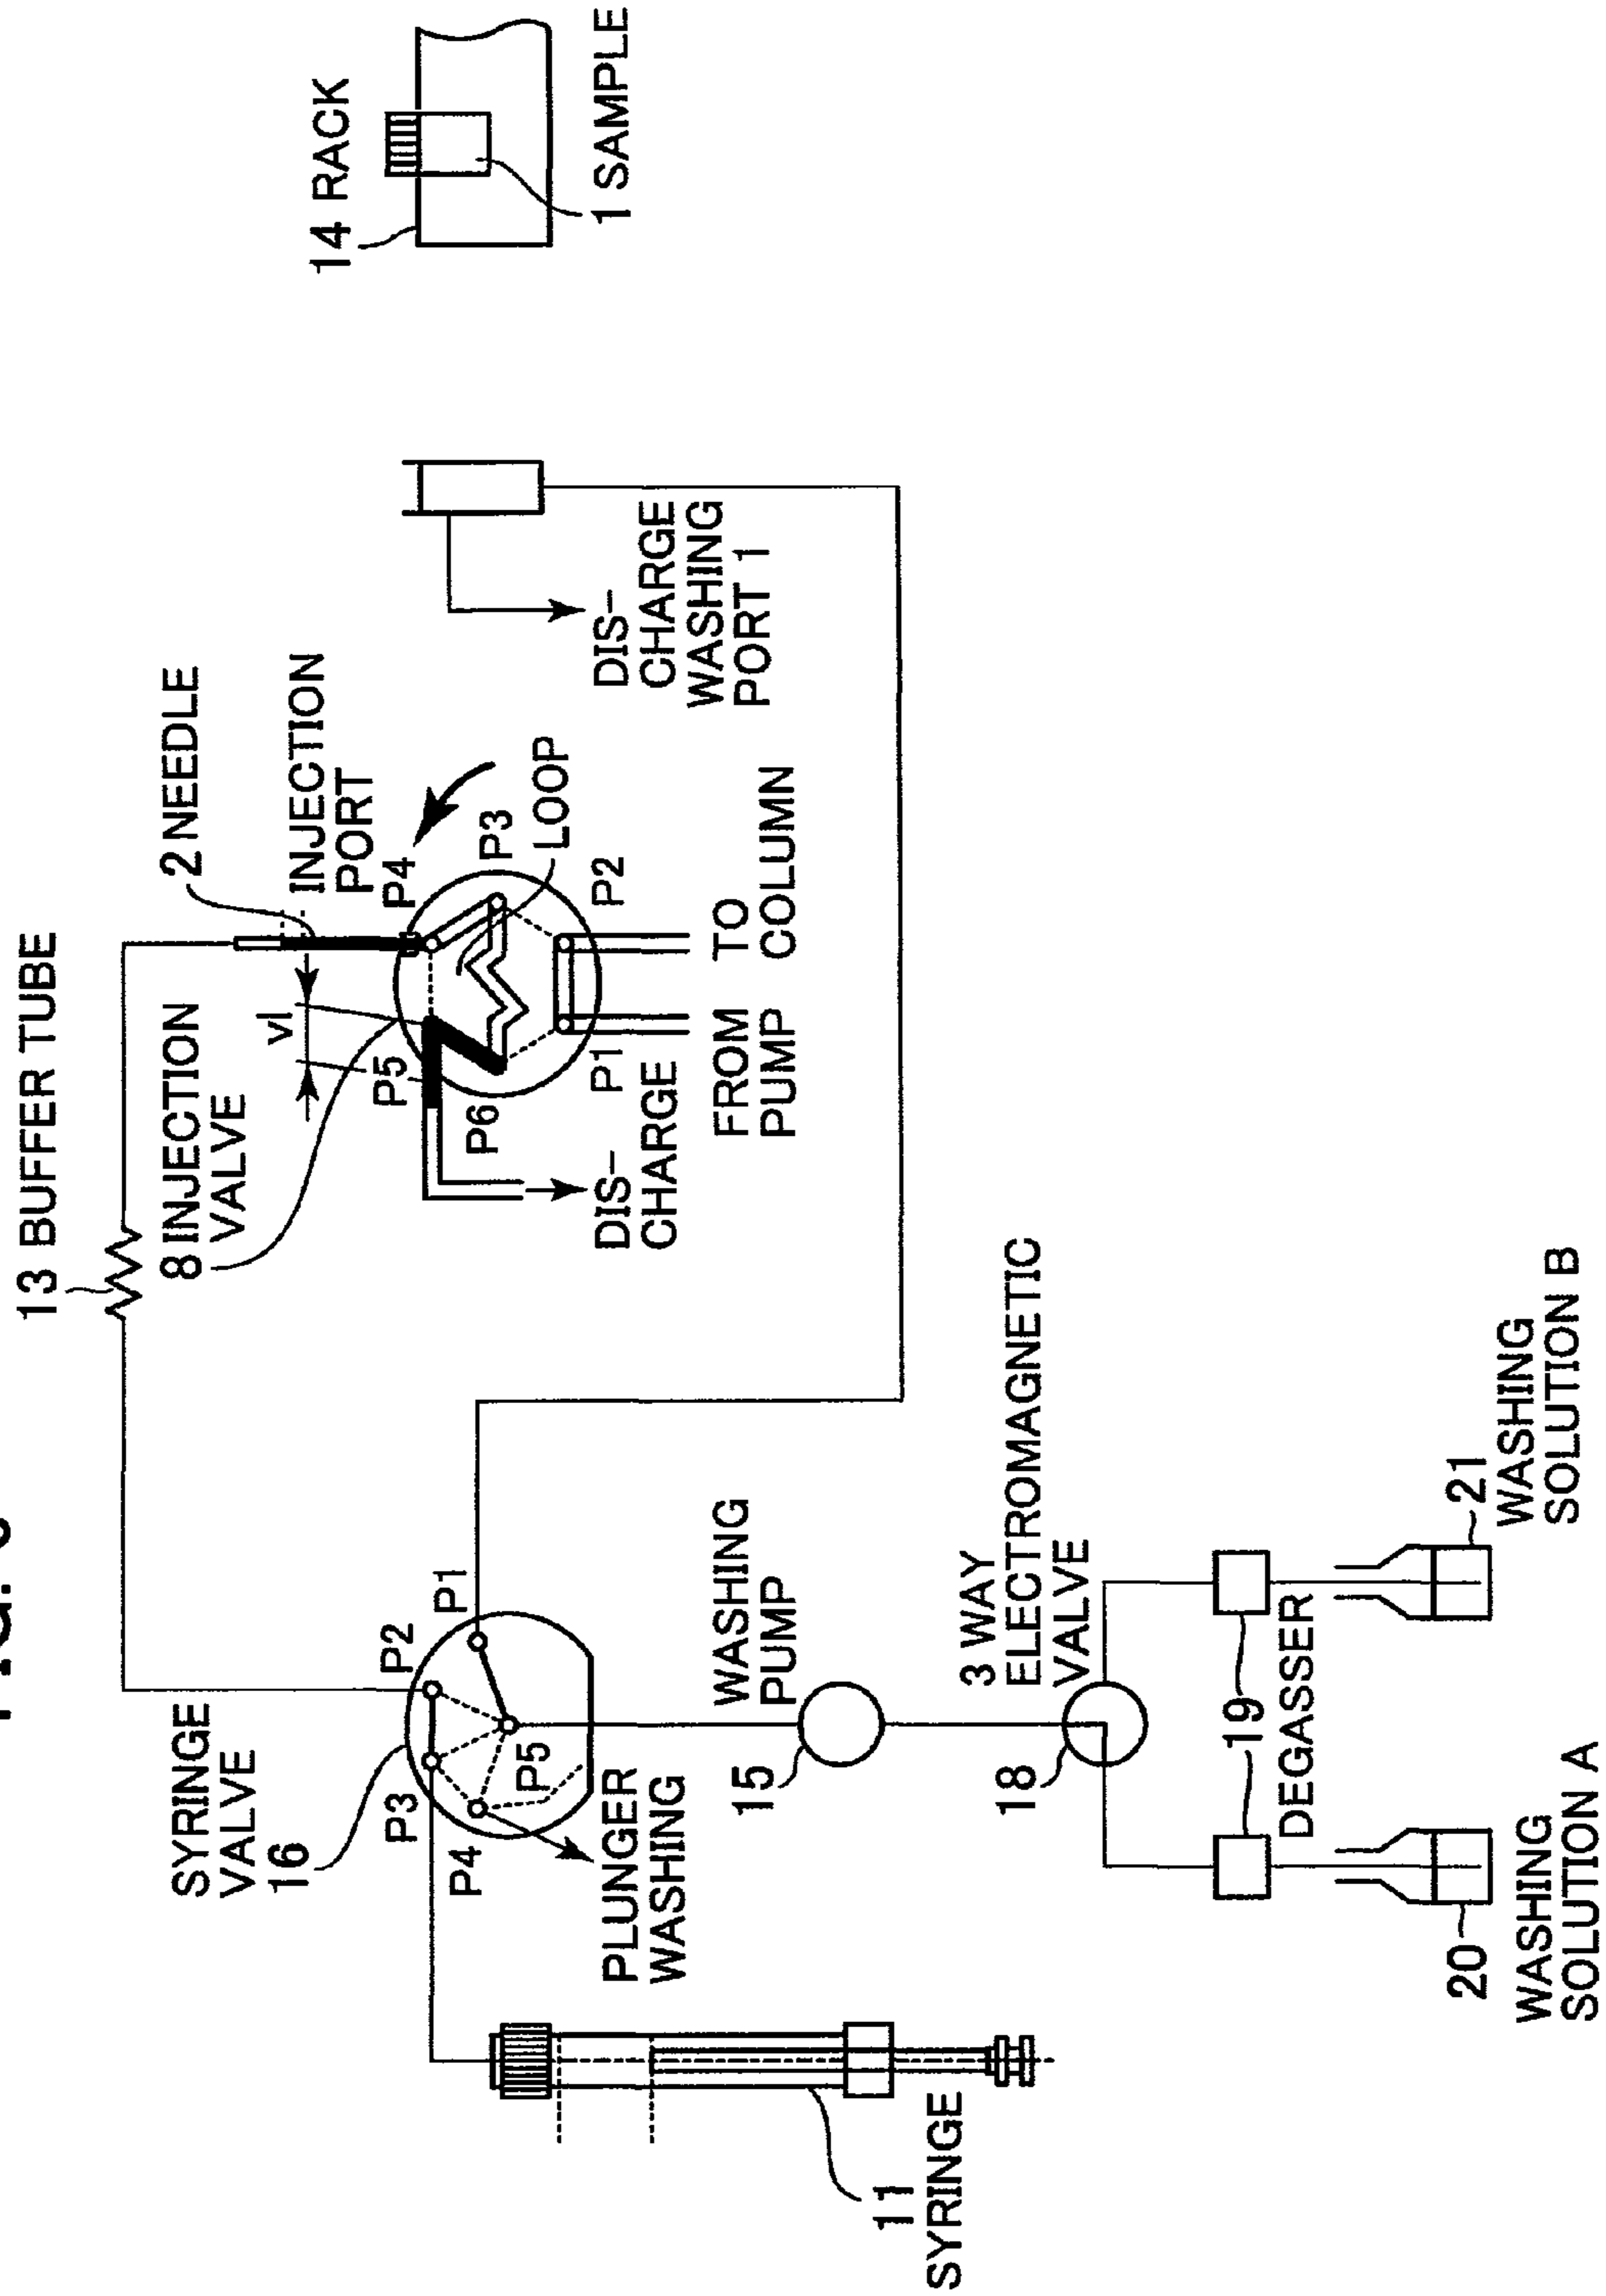 13 BUFFER TUBE
8 INJECTION
VALVE
vl
2 NEEDLE
INJECTION
PORT
P4
P3
LOOP
P2
P5
P6
P1
DIS-
CHARGE
FROM
PUMP
TO
COLUMN
DIS-
CHARGE
WASHING
PORT 1
14 RACK
1 SAMPLE
SYRINGE
VALVE
16
P2
P1
P3
P4
P5
PLUNGER
WASHING
WASHING
PUMP
15
11
SYRINGE
3 WAY
ELECTROMAGNETIC
VALVE
18
19
DEGASSER
20
WASHING
SOLUTION A
21
WASHING
SOLUTION B